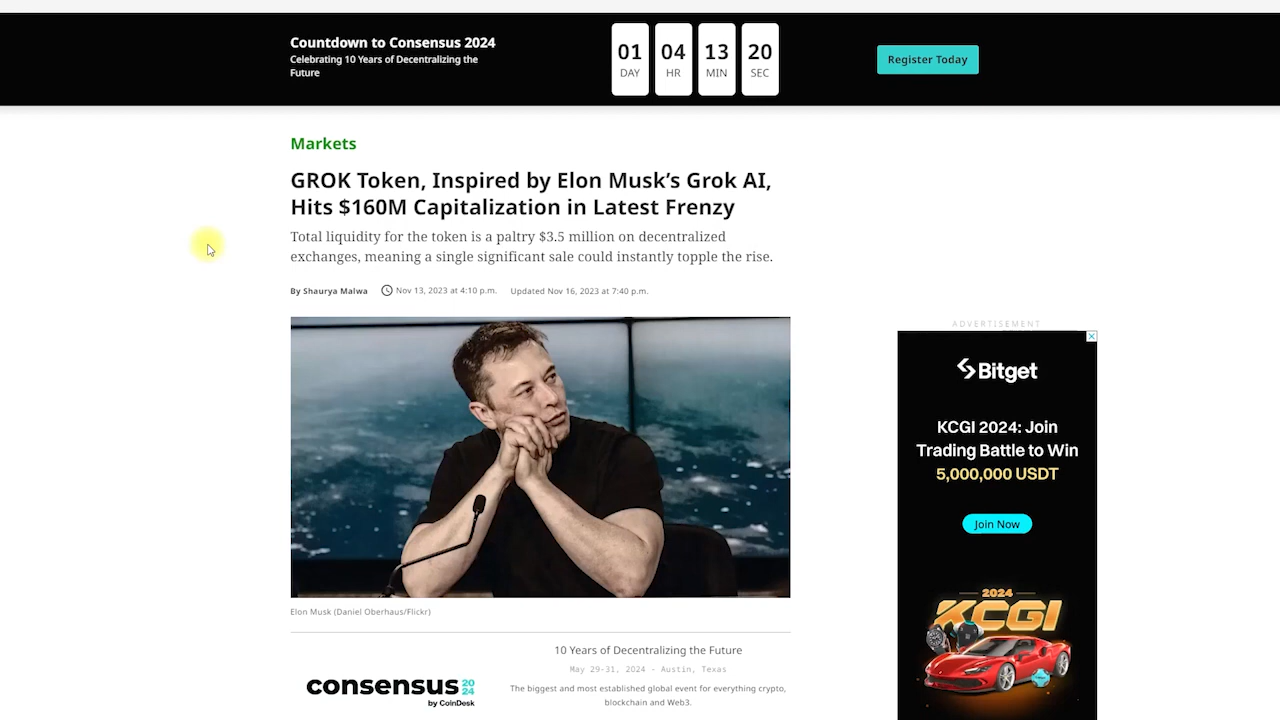 Countdown to Consensus 2024
Celebrating 10 Years of Decentralizing the
Future
01
DAY
04
HR
13
MIN
20
SEC
Register Today
Markets
GROK Token, Inspired by Elon Musk’s Grok AI,
Hits $160M Capitalization in Latest Frenzy
Total liquidity for the token is a paltry $3.5 million on decentralized
exchanges, meaning a single significant sale could instantly topple the rise.
By Shaurya Malwa Nov 13, 2023 at 4:10 p.m. Updated Nov 16, 2023 at 7:40 p.m.
Elon Musk (Daniel Oberhaus/Flickr)
consensus 2024
by CoinDesk
10 Years of Decentralizing the Future
May 29-31, 2024 - Austin, Texas
The biggest and most established global event for everything crypto,
blockchain and Web3.
ADVERTISEMENT
Bitget
KCGI 2024: Join
Trading Battle to Win
5,000,000 USDT
Join Now
2024
KCGI